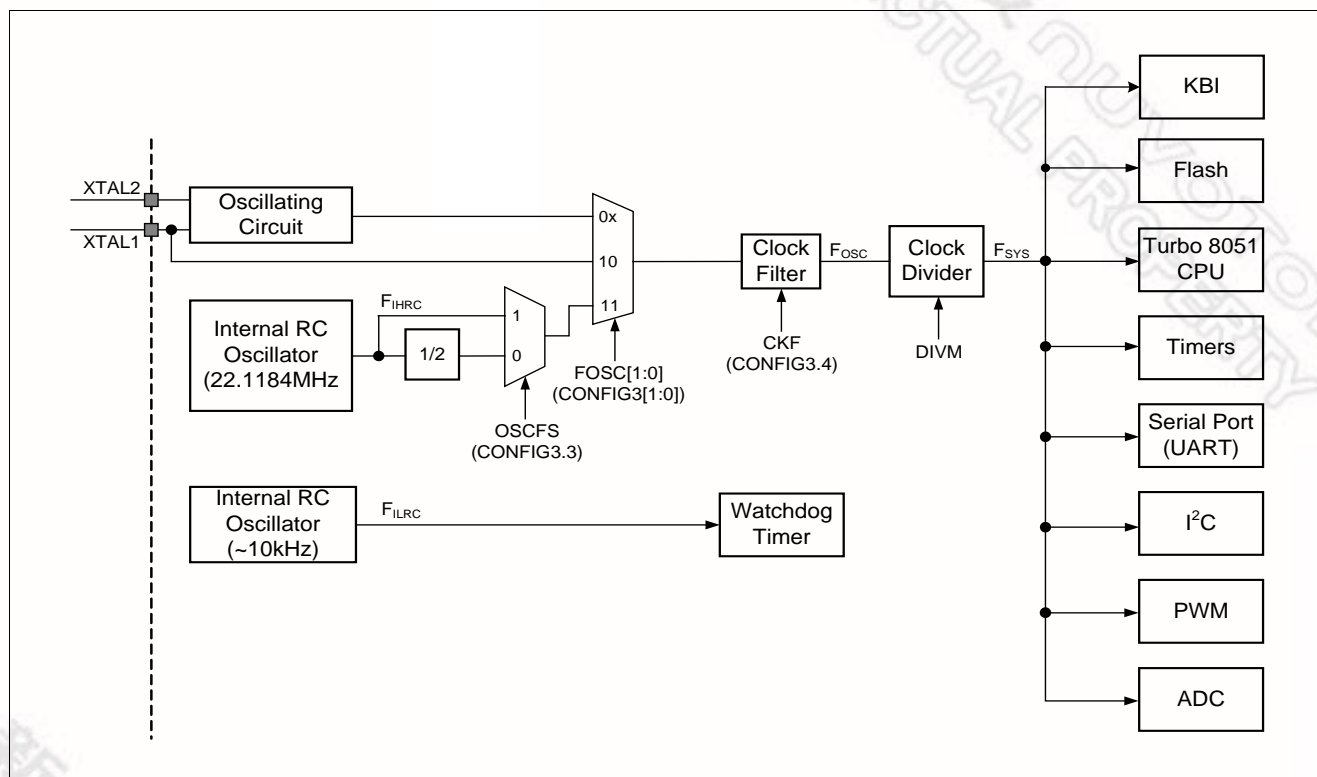 XTAL2
XTAL1
Oscillating
Circuit
0x
10
11
Internal RC
Oscillator
(22.1184MHz
FIHRC
1/2
1
0
OSCFS
(CONFIG3.3)
FOSC[1:0]
(CONFIG3[1:0])
Clock
Filter
CKF
(CONFIG3.4)
FOSC
Clock
Divider
DIVM
FSYS
Internal RC
Oscillator
(~10kHz)
FILRC
Watchdog
Timer
KBI
Flash
Turbo 8051
CPU
Timers
Serial Port
(UART)
I2C
PWM
ADC